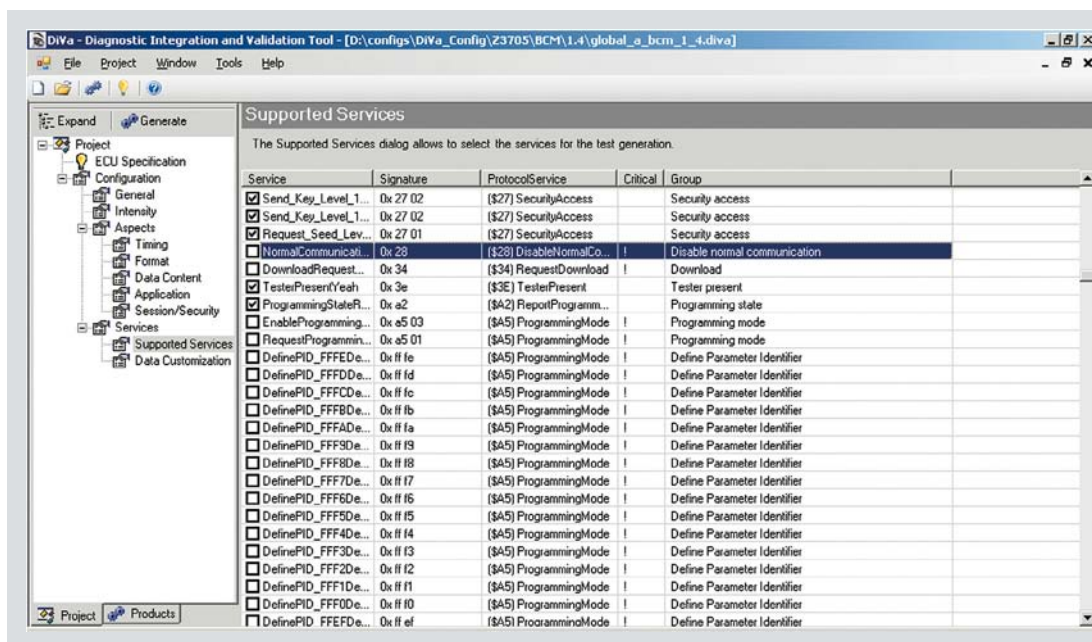 DiVa - Diagnostic Integration and Validation Tool - [D:\configs\DiVa_Config\Z3705\BCM\1.4\global_a_bcm_1_4.diva]
File Project Window Tools Help
Expand Generate
Project
ECU Specification
Configuration
General
Intensity
Aspects
Timing
Format
Data Content
Application
Session/Security
Services
Supported Services
Data Customization
Project Products
Supported Services
The Supported Services dialog allows to select the services for the test generation.
Service Signature ProtocolService Critical Group
Send_Key_Level_1... 0x 27 02 ($27) SecurityAccess Security access
Send_Key_Level_1... 0x 27 02 ($27) SecurityAccess Security access
Request_Seed_Lev... 0x 27 01 ($27) SecurityAccess Security access
NormalCommunicati... 0x 28 ($28) DisableNormalCo... ! Disable normal communication
DownloadRequest... 0x 34 ($34) RequestDownload ! Download
TesterPresentYeah 0x 3e ($3E) TesterPresent Tester present
ProgrammingStateR... 0x a2 ($A2) ReportProgramm... Programming state
EnableProgramming... 0x a5 03 ($A5) ProgrammingMode ! Programming mode
RequestProgrammin... 0x a5 01 ($A5) ProgrammingMode ! Programming mode
DefinePID_FFFEDe... 0x ff fe ($A5) ProgrammingMode ! Define Parameter Identifier
DefinePID_FFFDDe... 0x ff fd ($A5) ProgrammingMode ! Define Parameter Identifier
DefinePID_FFFCDe... 0x ff fc ($A5) ProgrammingMode ! Define Parameter Identifier
DefinePID_FFFBDe... 0x ff fb ($A5) ProgrammingMode ! Define Parameter Identifier
DefinePID_FFFADe... 0x ff fa ($A5) ProgrammingMode ! Define Parameter Identifier
DefinePID_FFF9De... 0x ff f9 ($A5) ProgrammingMode ! Define Parameter Identifier
DefinePID_FFF8De... 0x ff f8 ($A5) ProgrammingMode ! Define Parameter Identifier
DefinePID_FFF7De... 0x ff f7 ($A5) ProgrammingMode ! Define Parameter Identifier
DefinePID_FFF6De... 0x ff f6 ($A5) ProgrammingMode ! Define Parameter Identifier
DefinePID_FFF5De... 0x ff f5 ($A5) ProgrammingMode ! Define Parameter Identifier
DefinePID_FFF4De... 0x ff f4 ($A5) ProgrammingMode ! Define Parameter Identifier
DefinePID_FFF3De... 0x ff f3 ($A5) ProgrammingMode ! Define Parameter Identifier
DefinePID_FFF2De... 0x ff f2 ($A5) ProgrammingMode ! Define Parameter Identifier
DefinePID_FFF1De... 0x ff f1 ($A5) ProgrammingMode ! Define Parameter Identifier
DefinePID_FFF0De... 0x ff f0 ($A5) ProgrammingMode ! Define Parameter Identifier
DefinePID_FFEFDe... 0x ff ef ($A5) ProgrammingMode ! Define Parameter Identifier